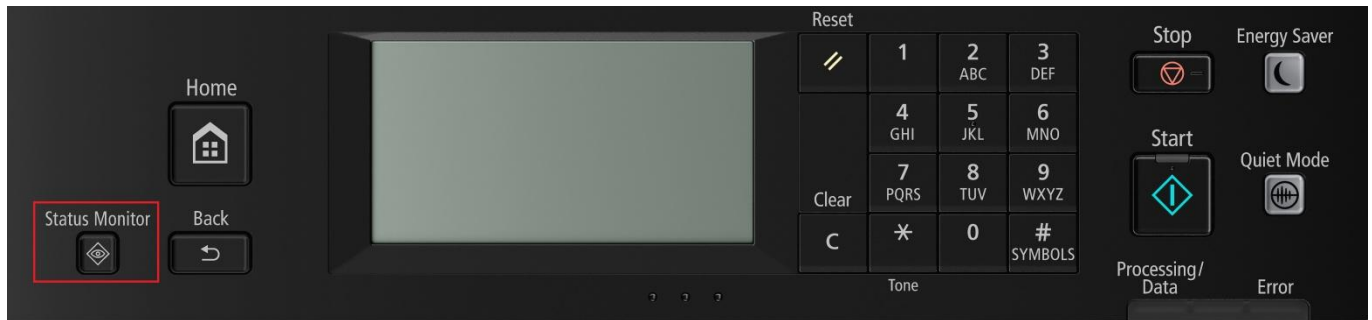 Home
Status Monitor
Back
Reset
1
2
ABC
3
DEF
4
GHI
5
JKL
6
MNO
Clear
7
PQRS
8
TUV
9
WXYZ
C
*
0
#
SYMBOLS
Tone
Stop
Energy Saver
Start
Quiet Mode
Processing/
Data
Error